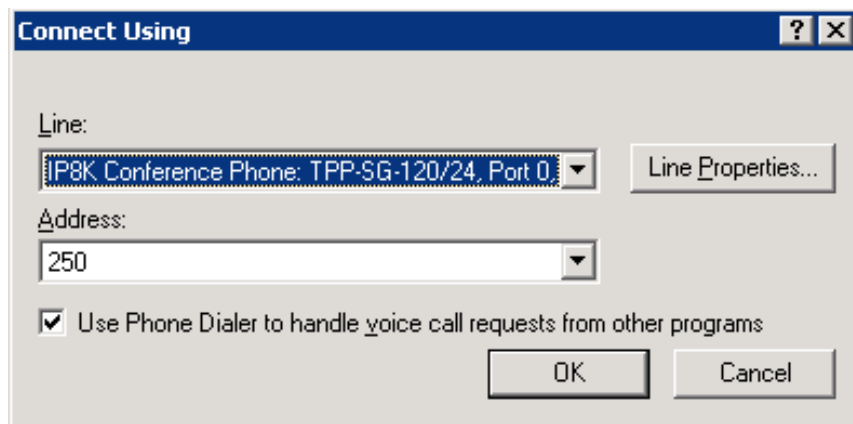 Connect Using
Line:
IP8K Conference Phone: TPP-SG-120/24, Port 0,
Line Properties...
Address:
250
Use Phone Dialer to handle voice call requests from other programs
OK Cancel